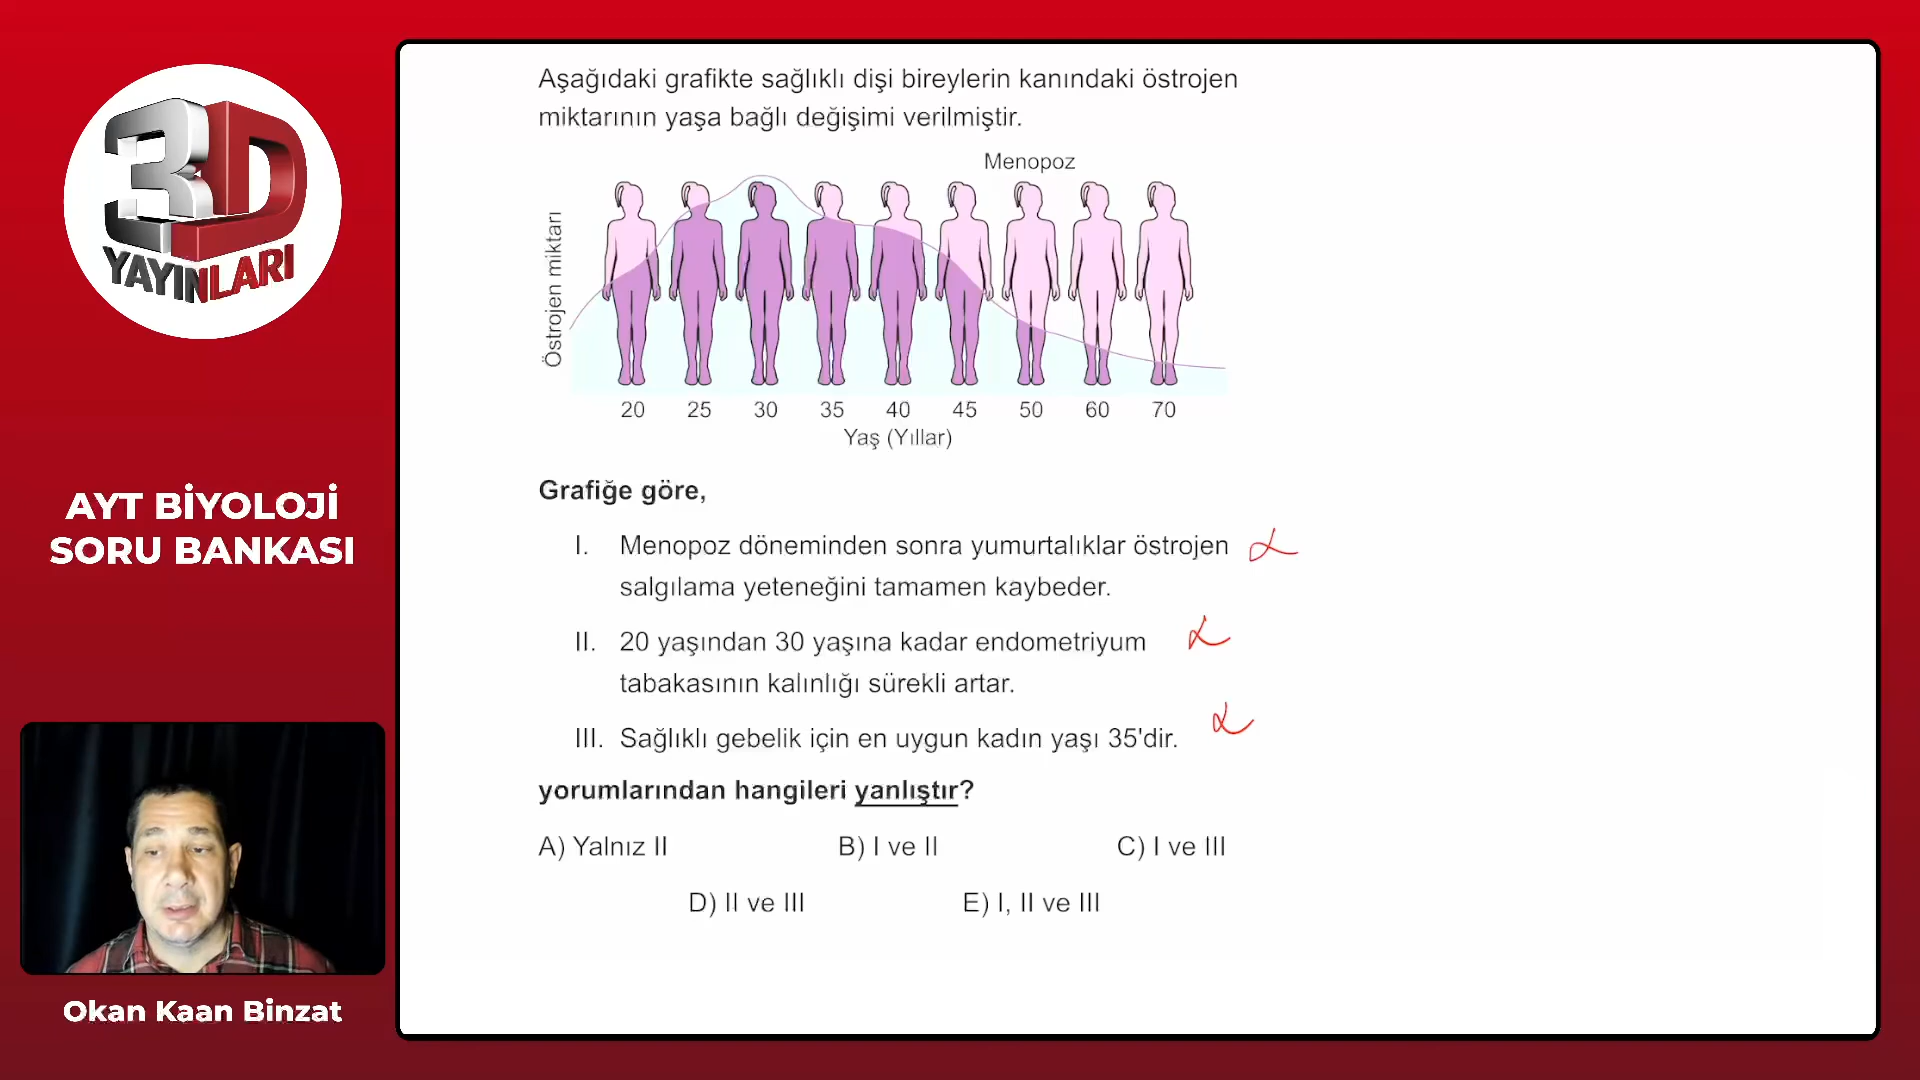 3D
YAYINLARI
AYT BİYOLOJİ
SORU BANKASI
Okan Kaan Binzat
Aşağıdaki grafikte sağlıklı dişi bireylerin kanındaki östrojen
miktarının yaşa bağlı değişimi verilmiştir.
Menopoz
Östrojen miktarı
20 25 30 35 40 45 50 60 70
Yaş (Yıllar)
Grafiğe göre,
I. Menopoz döneminden sonra yumurtalıklar östrojen
salgılama yeteneğini tamamen kaybeder.
II. 20 yaşından 30 yaşına kadar endometriyum
tabakasının kalınlığı sürekli artar.
III. Sağlıklı gebelik için en uygun kadın yaşı 35'dir.
yorumlarından hangileri yanlıştır?
A) Yalnız II B) I ve II C) I ve III
D) II ve III E) I, II ve III